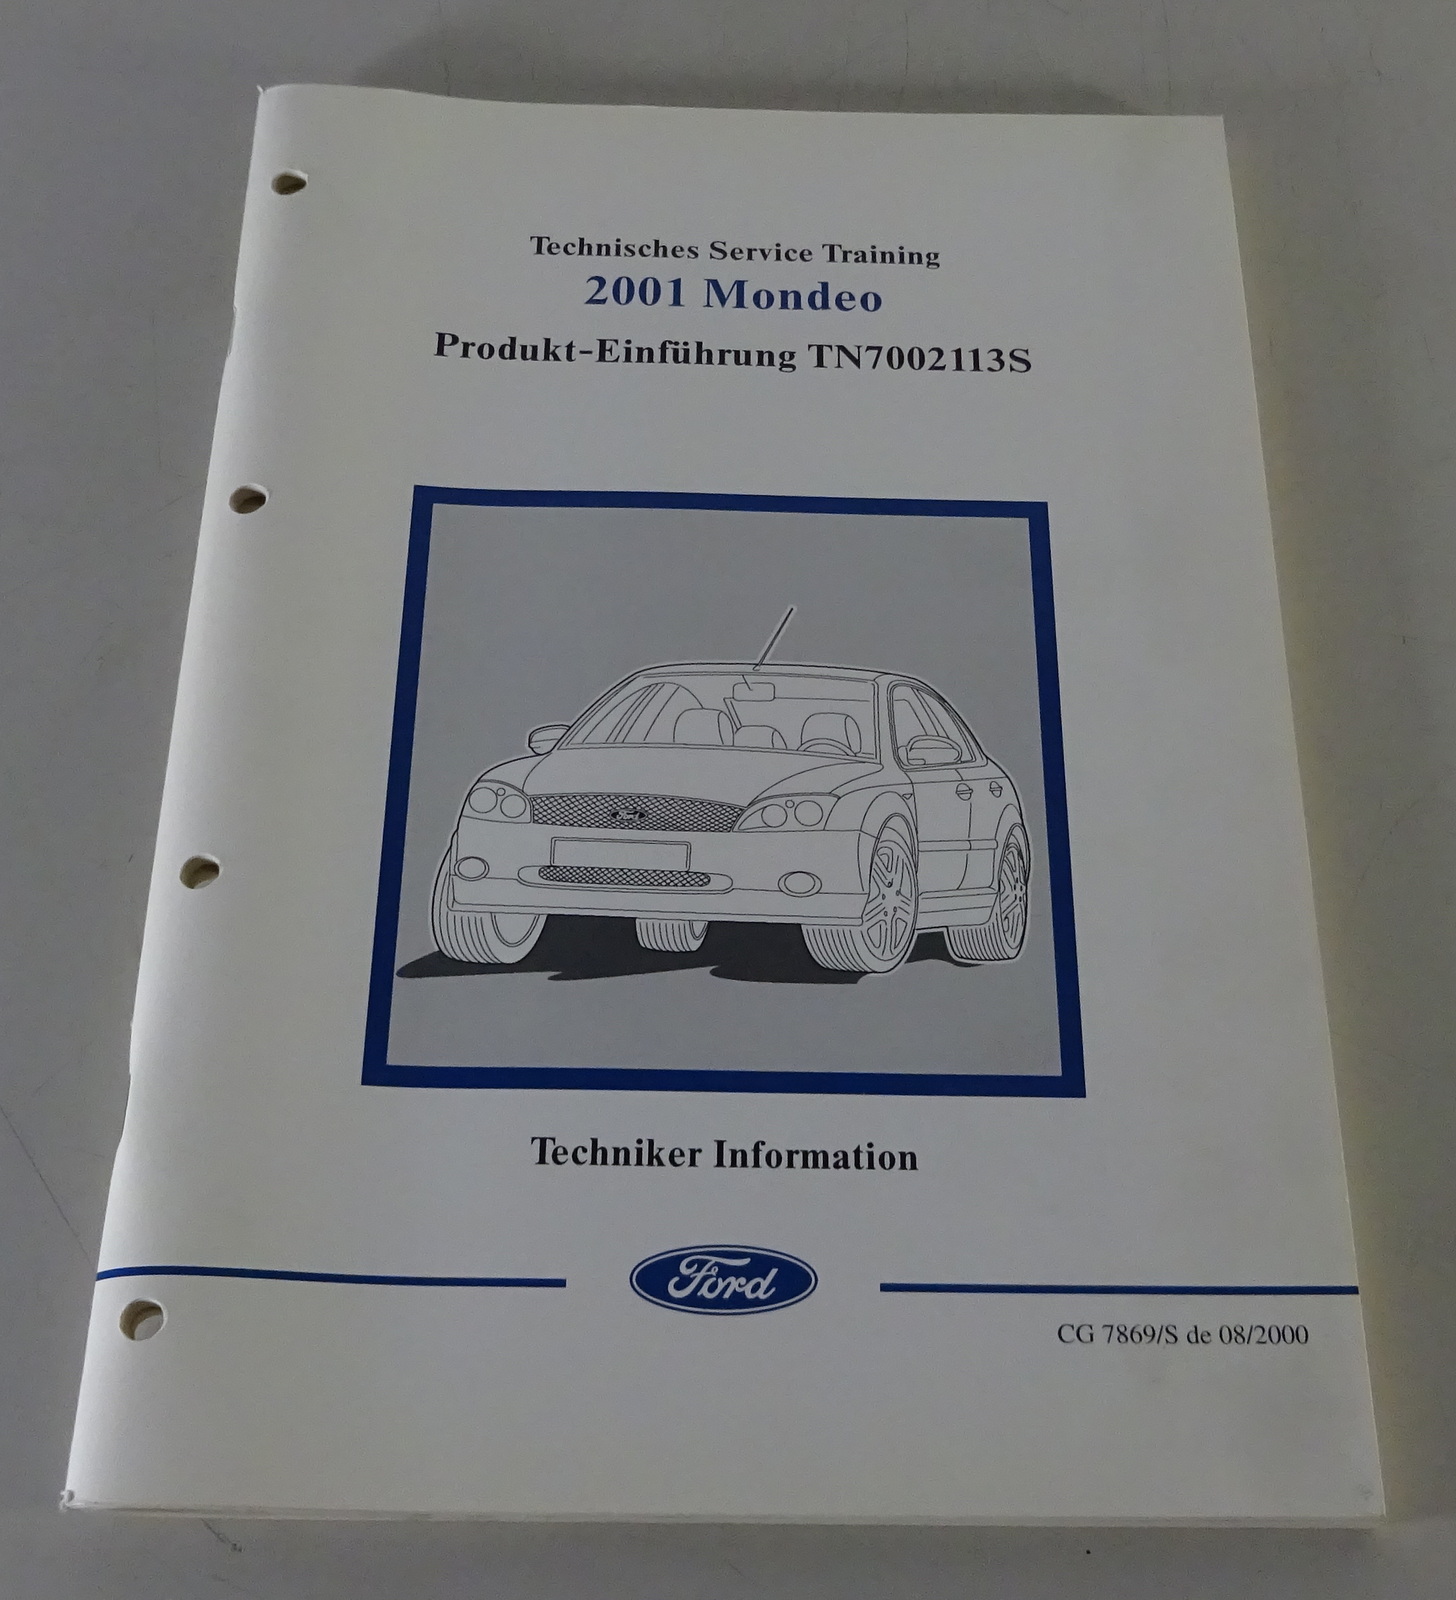 Technisches Service Training
2001 Mondeo
Produkt-Einführung TN7002113S
Techniker Information
Ford
CG 7869/S de 08/2000